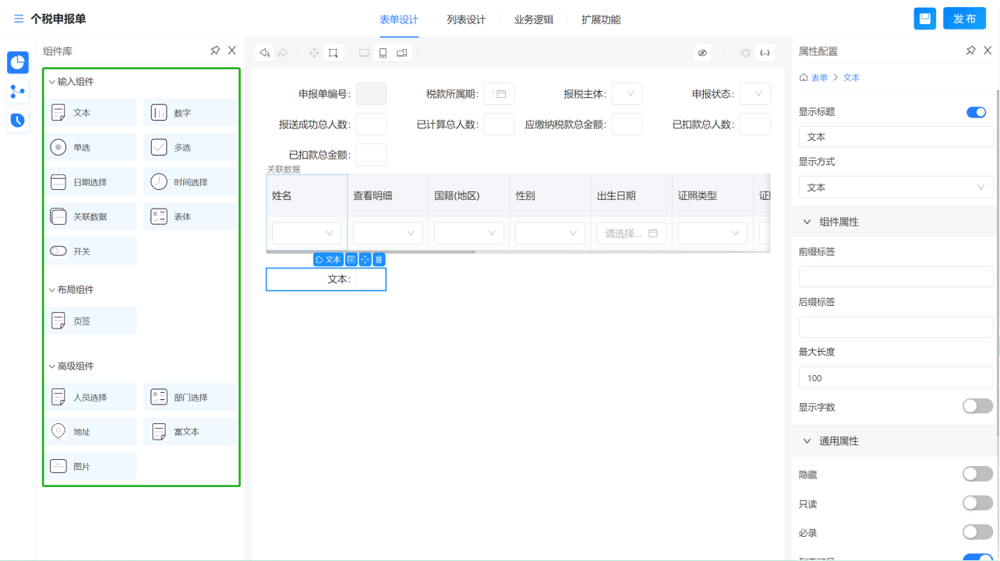 个税申报单
表单设计 列表设计 业务逻辑 扩展功能
发布
组件库
输入组件
文本 数字
单选 多选
日期选择 时间选择
关联数据 表体
开关
布局组件
页签
高级组件
人员选择 部门选择
地址 富文本
图片
申报单编号: 税款所属期: 报税主体: 申报状态:
报送成功总人数: 已计算总人数: 应缴纳税款总金额: 已扣款总人数:
已扣款总金额:
关联数据
姓名 查看明细 国籍(地区) 性别 出生日期 证照类型
请选择...
文本
文本:
属性配置
表单 > 文本
显示标题
文本
显示方式
文本
组件属性
前缀标签
后缀标签
最大长度
100
显示字数
通用属性
隐藏
只读
必录